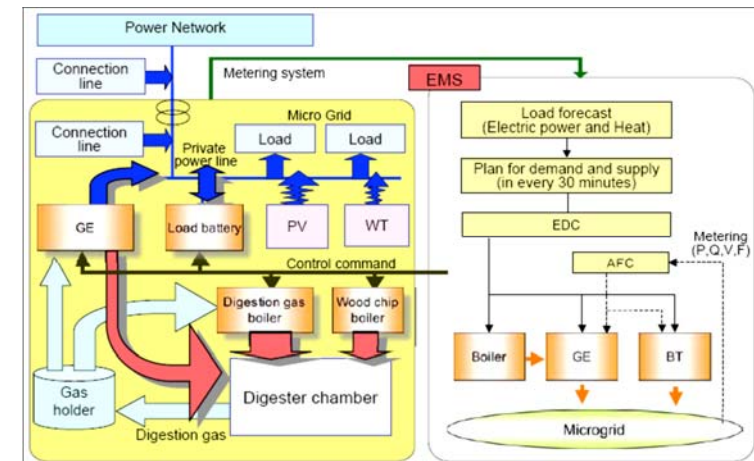 Power Network
Connection
line
Metering system
EMS
Micro Grid
Connection
line
Load
Load
Private
power line
GE
Load battery
PV
WT
Control command
Digestion gas
boiler
Wood chip
boiler
Gas
holder
Digester chamber
Digestion gas
Load forecast
(Electric power and Heat)
Plan for demand and supply
(in every 30 minutes)
EDC
Metering
(P,Q,V,F)
AFC
Boiler
GE
BT
Microgrid